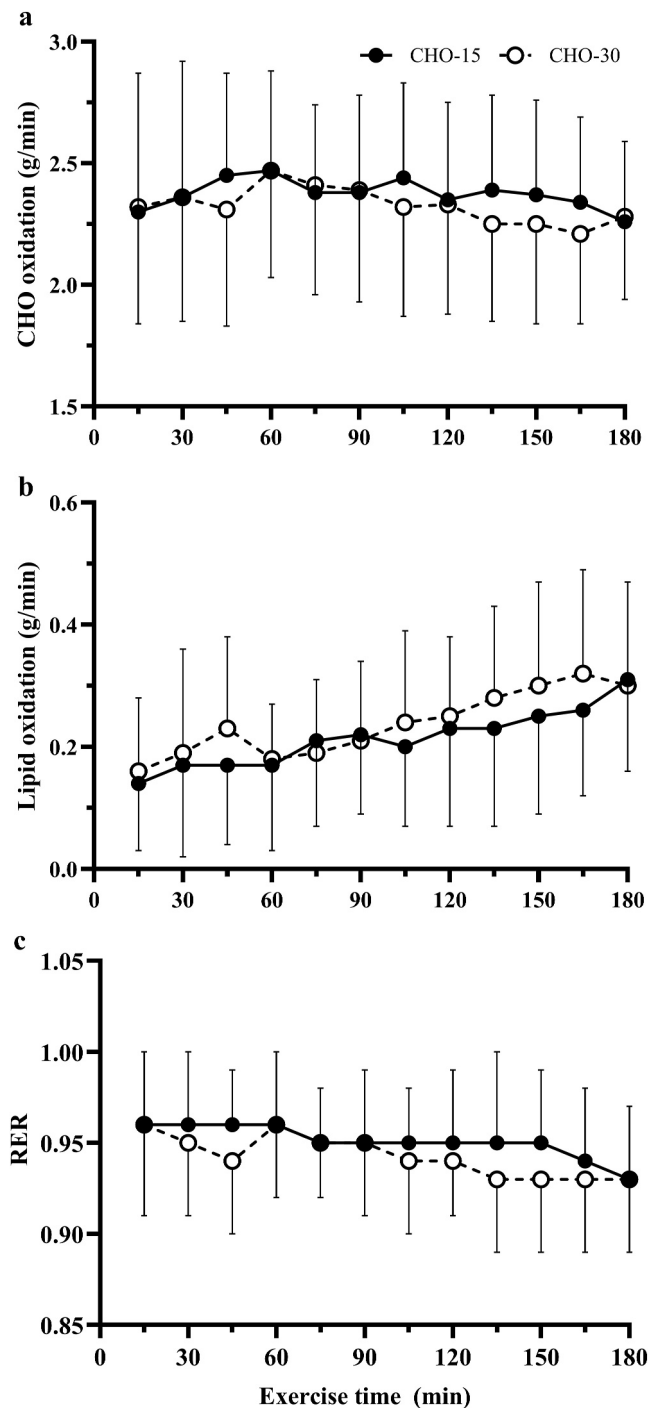 a
CHO-15 CHO-30
CHO oxidation (g/min)
3.0
2.5
2.0
1.5
0 30 60 90 120 150 180
b
Lipid oxidation (g/min)
0.6
0.4
0.2
0.0
0 30 60 90 120 150 180
c
RER
1.05
1.00
0.95
0.90
0.85
0 30 60 90 120 150 180
Exercise time (min)